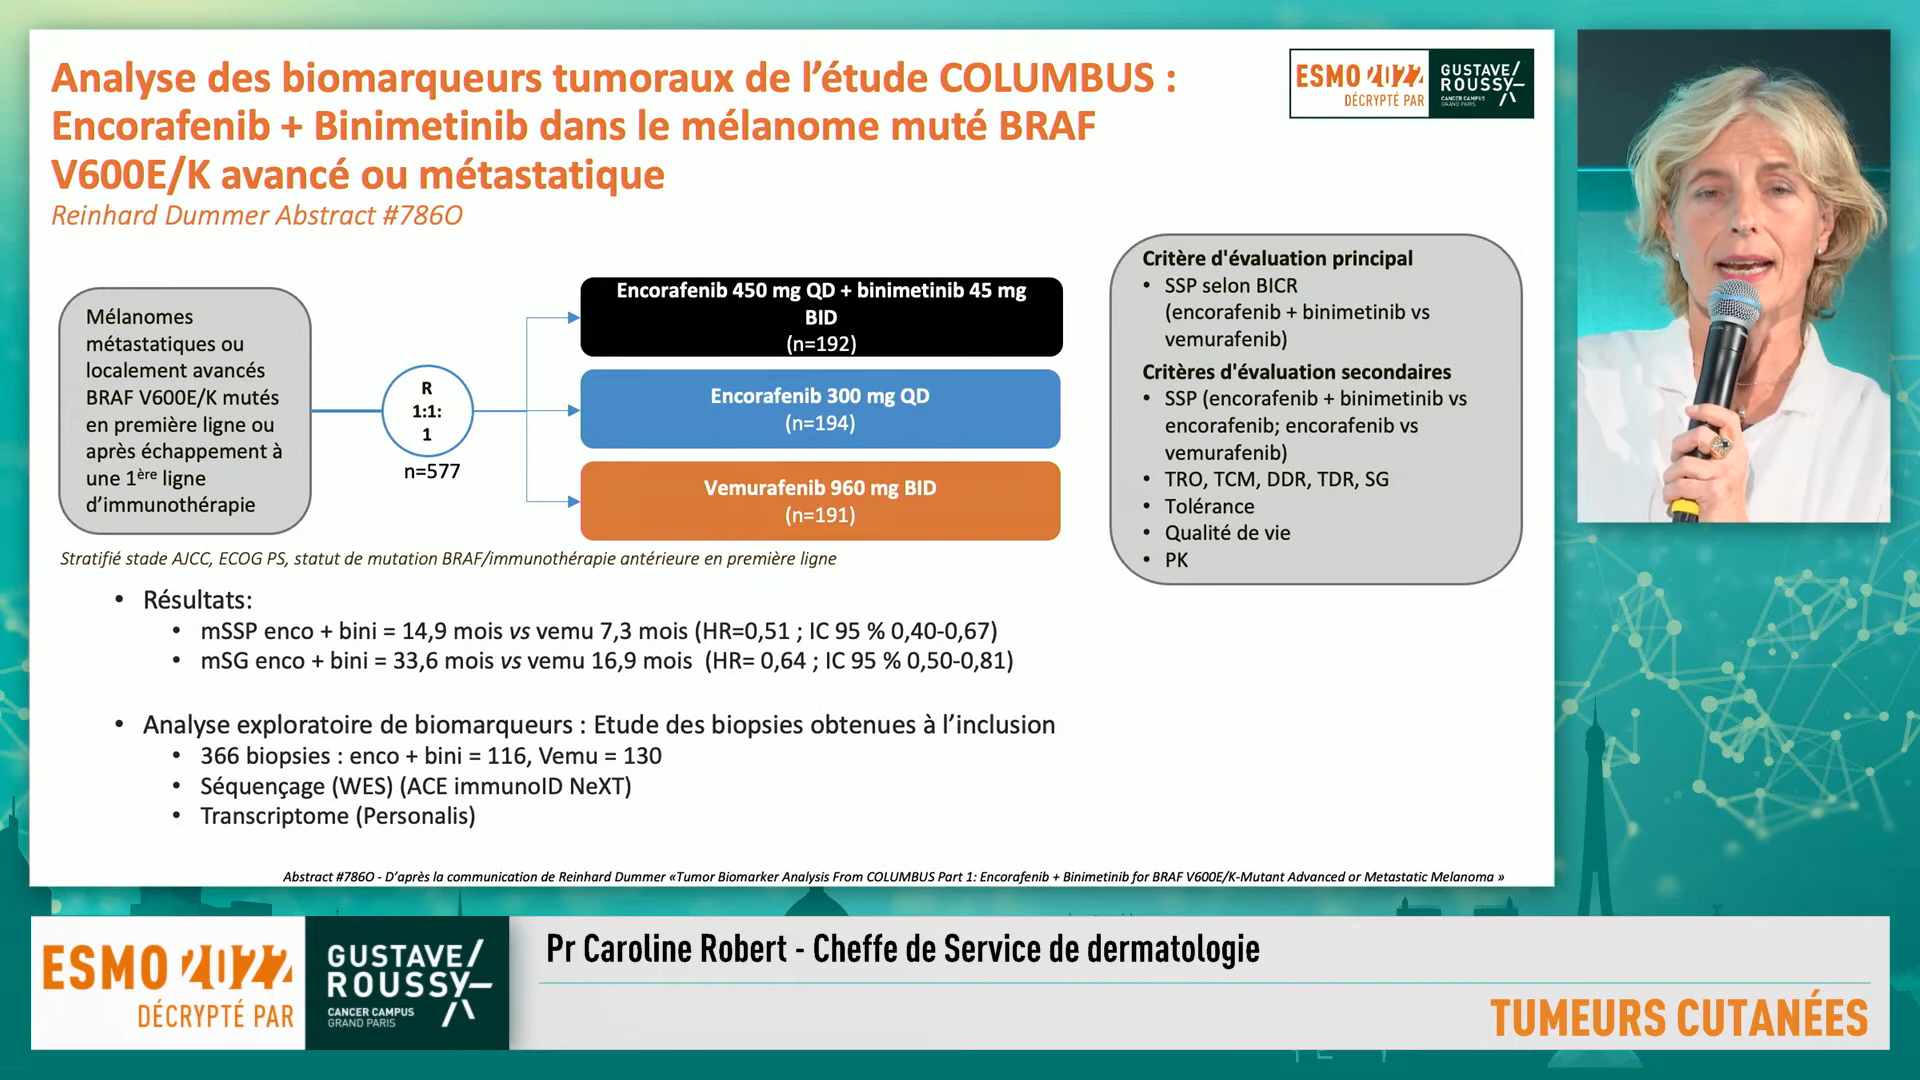 Analyse des biomarqueurs tumoraux de l’étude COLUMBUS :
Encorafenib + Binimetinib dans le mélanome muté BRAF
V600E/K avancé ou métastatique
Reinhard Dummer Abstract #786O
ESMO 2022
DÉCRYPTÉ PAR
GUSTAVE/
ROUSSY
CANCER CAMPUS
GRAND PARIS
Mélanomes
métastatiques ou
localement avancés
BRAF V600E/K mutés
en première ligne ou
après échappement à
une 1ère ligne
d’immunothérapie
R
1:1:
1
n=577
Encorafenib 450 mg QD + binimetinib 45 mg
BID
(n=192)
Encorafenib 300 mg QD
(n=194)
Vemurafenib 960 mg BID
(n=191)
Critère d'évaluation principal
• SSP selon BICR
(encorafenib + binimetinib vs
vemurafenib)
Critères d'évaluation secondaires
• SSP (encorafenib + binimetinib vs
encorafenib; encorafenib vs
vemurafenib)
• TRO, TCM, DDR, TDR, SG
• Tolérance
• Qualité de vie
• PK
Stratifié stade AJCC, ECOG PS, statut de mutation BRAF/immunothérapie antérieure en première ligne
• Résultats:
• mSSP enco + bini = 14,9 mois vs vemu 7,3 mois (HR=0,51 ; IC 95 % 0,40-0,67)
• mSG enco + bini = 33,6 mois vs vemu 16,9 mois (HR= 0,64 ; IC 95 % 0,50-0,81)
• Analyse exploratoire de biomarqueurs : Etude des biopsies obtenues à l’inclusion
• 366 biopsies : enco + bini = 116, Vemu = 130
• Séquençage (WES) (ACE immunoID NeXT)
• Transcriptome (Personalis)
Abstract #786O - D’après la communication de Reinhard Dummer «Tumor Biomarker Analysis From COLUMBUS Part 1: Encorafenib + Binimetinib for BRAF V600E/K-Mutant Advanced or Metastatic Melanoma »
ESMO 2022
DÉCRYPTÉ PAR
GUSTAVE/
ROUSSY
CANCER CAMPUS
GRAND PARIS
Pr Caroline Robert - Cheffe de Service de dermatologie
TUMEURS CUTANÉES